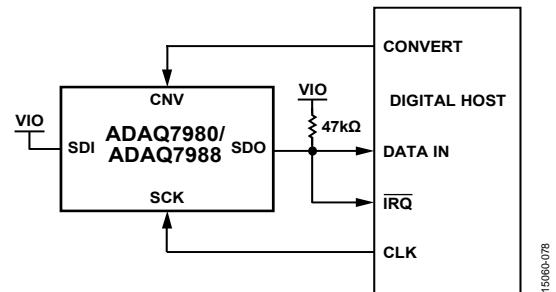 CONVERT
CNV
VIO
DIGITAL HOST
VIO
ADAQ7980/
ADAQ7988
SDI
SDO
47kΩ
DATA IN
SCK
IRQ
CLK
15060-078